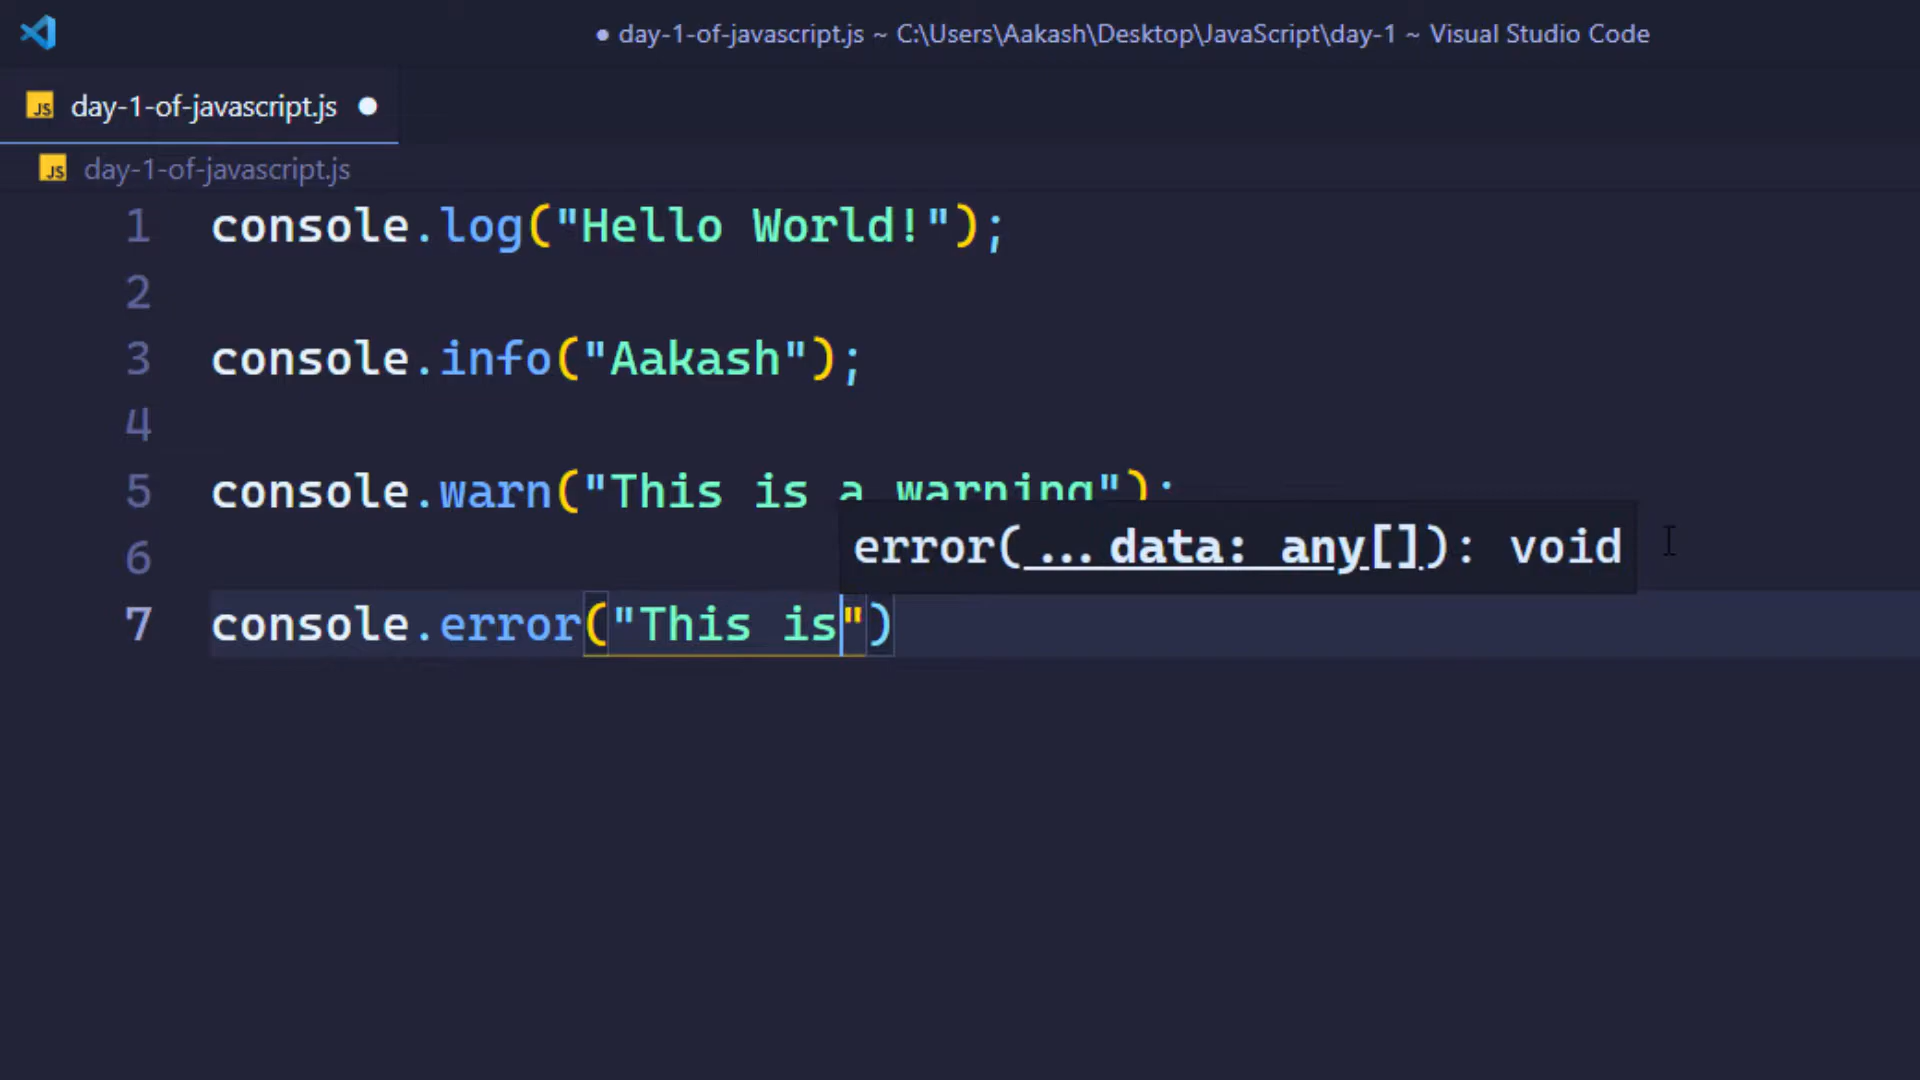 ● day-1-of-javascript.js ~ C:\Users\Aakash\Desktop\JavaScript\day-1 ~ Visual Studio Code
JS day-1-of-javascript.js ●
JS day-1-of-javascript.js
1 console.log("Hello World!");
2
3 console.info("Aakash");
4
5 console.warn("This is a warning");
error(...data: any[]): void
6
7 console.error("This is")